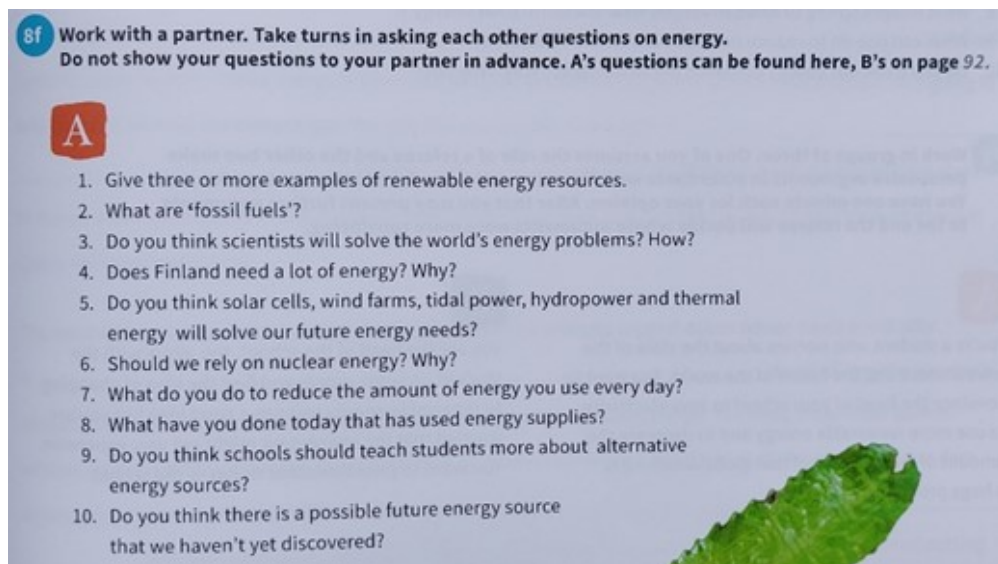 8f Work with a partner. Take turns in asking each other questions on energy.
Do not show your questions to your partner in advance. A's questions can be found here, B's on page 92.
A
1. Give three or more examples of renewable energy resources.
2. What are ‘fossil fuels’?
3. Do you think scientists will solve the world's energy problems? How?
4. Does Finland need a lot of energy? Why?
5. Do you think solar cells, wind farms, tidal power, hydropower and thermal
energy will solve our future energy needs?
6. Should we rely on nuclear energy? Why?
7. What do you do to reduce the amount of energy you use every day?
8. What have you done today that has used energy supplies?
9. Do you think schools should teach students more about alternative
energy sources?
10. Do you think there is a possible future energy source
that we haven't yet discovered?